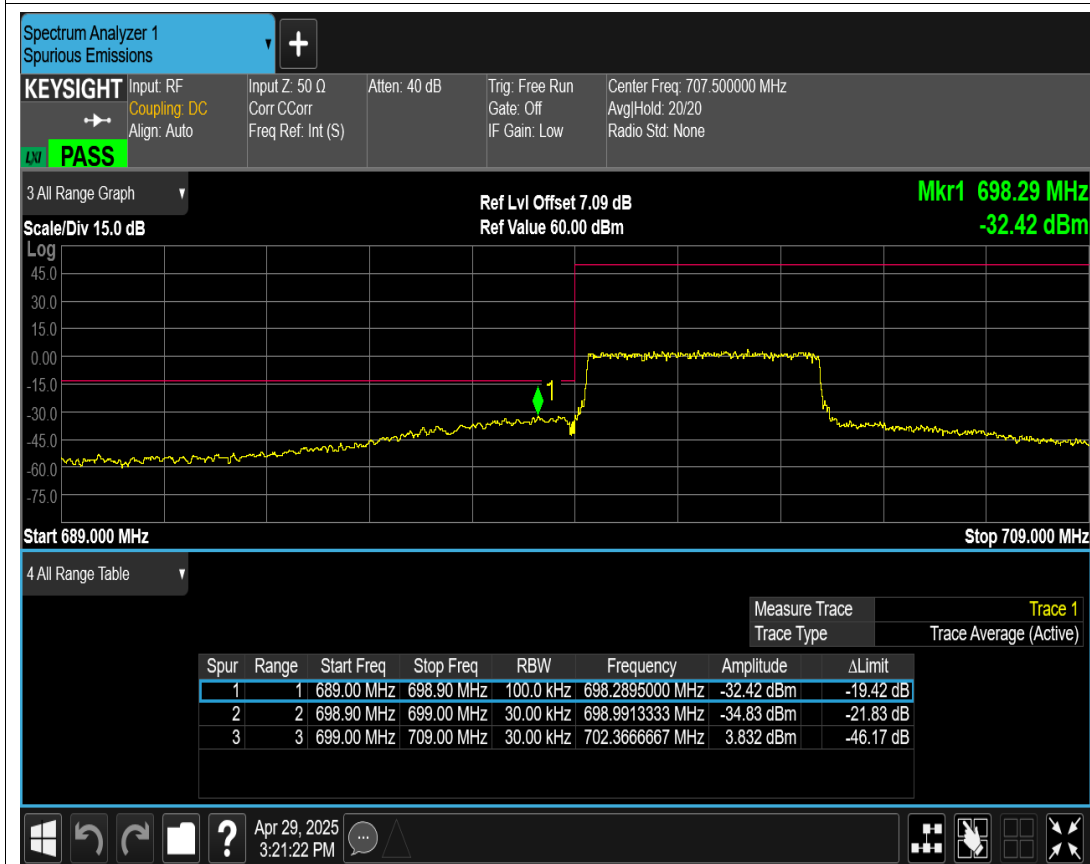 Spectrum Analyzer 1
Spurious Emissions
+
KEYSIGHT
Input: RF
Coupling: DC
Align: Auto
Input Z: 50 Ω
Corr CCorr
Freq Ref: Int (S)
Atten: 40 dB
Trig: Free Run
Gate: Off
IF Gain: Low
Center Freq: 707.500000 MHz
Avg|Hold: 20/20
Radio Std: None
LXI
PASS
3 All Range Graph
Ref Lvl Offset 7.09 dB
Mkr1 698.29 MHz
Scale/Div 15.0 dB
Ref Value 60.00 dBm
-32.42 dBm
Log
45.0
30.0
15.0
0.00
-15.0
1
-30.0
-45.0
-60.0
-75.0
Start 689.000 MHz
Stop 709.000 MHz
4 All Range Table
Measure Trace Trace 1
Trace Type Trace Average (Active)
Spur Range Start Freq Stop Freq RBW Frequency Amplitude ΔLimit
1 1 689.00 MHz 698.90 MHz 100.0 kHz 698.2895000 MHz -32.42 dBm -19.42 dB
2 2 698.90 MHz 699.00 MHz 30.00 kHz 698.9913333 MHz -34.83 dBm -21.83 dB
3 3 699.00 MHz 709.00 MHz 30.00 kHz 702.3666667 MHz 3.832 dBm -46.17 dB
?
Apr 29, 2025
3:21:22 PM